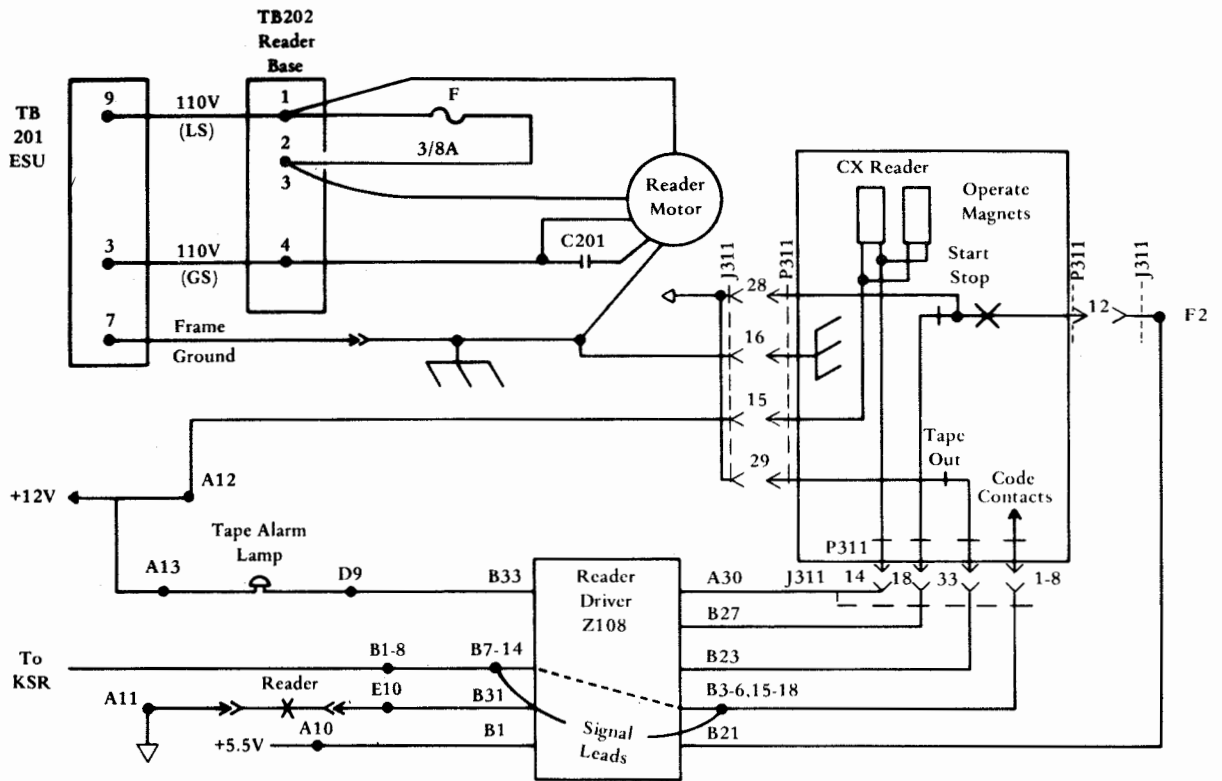 TB202
Reader
Base
TB
201
ESU
9
110V
(LS)
1
F
3/8A
2
3
3
110V
(GS)
4
C201
Reader
Motor
7
Frame
Ground
CX Reader
Operate
Magnets
Start
Stop
J311
P311
28
16
15
29
P311
J311
12
F2
Tape
Out
Code
Contacts
+12V
A12
Tape Alarm
Lamp
A13
D9
B33
Reader
Driver
Z108
A30
J311
P311
14
18
33
1-8
B27
To
KSR
B1-8
B7-14
B23
A11
Reader
E10
B31
B3-6,15-18
Signal
Leads
+5.5V
A10
B1
B21